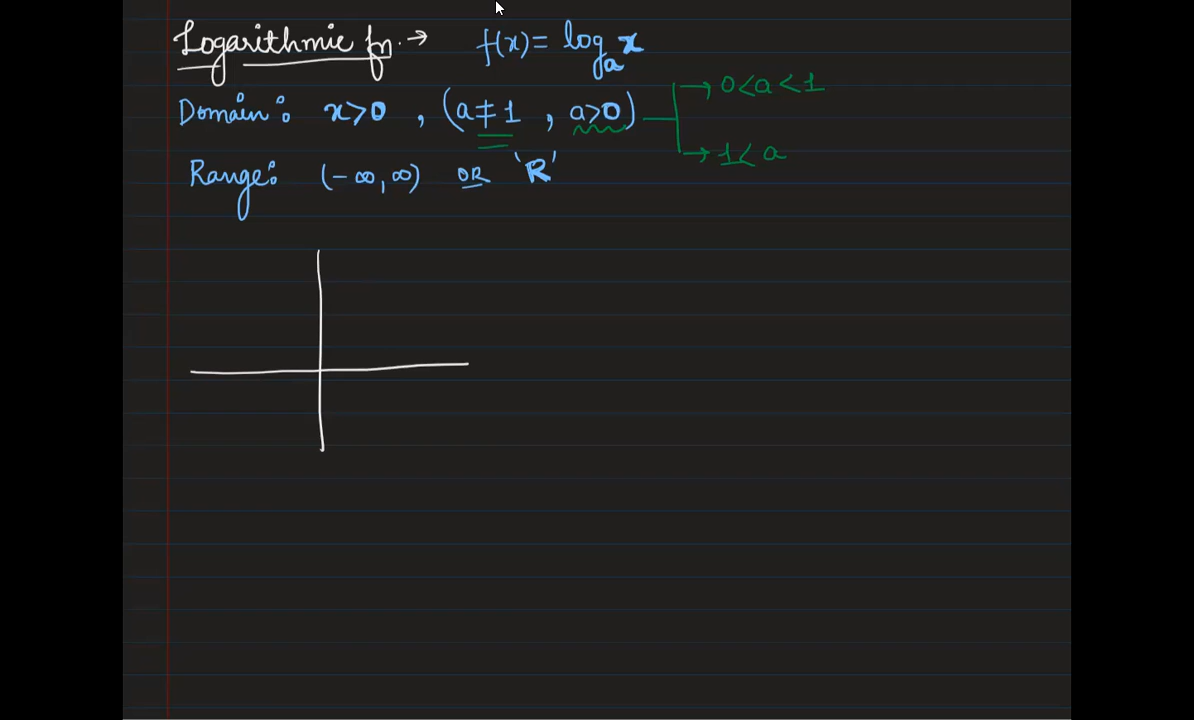 Logarithmic fn. → f(x) = logₐ x
Domain: x>0 , (a≠1 , a>0) → 0<a<1
→ 1<a
Range: (-∞, ∞) OR 'R'